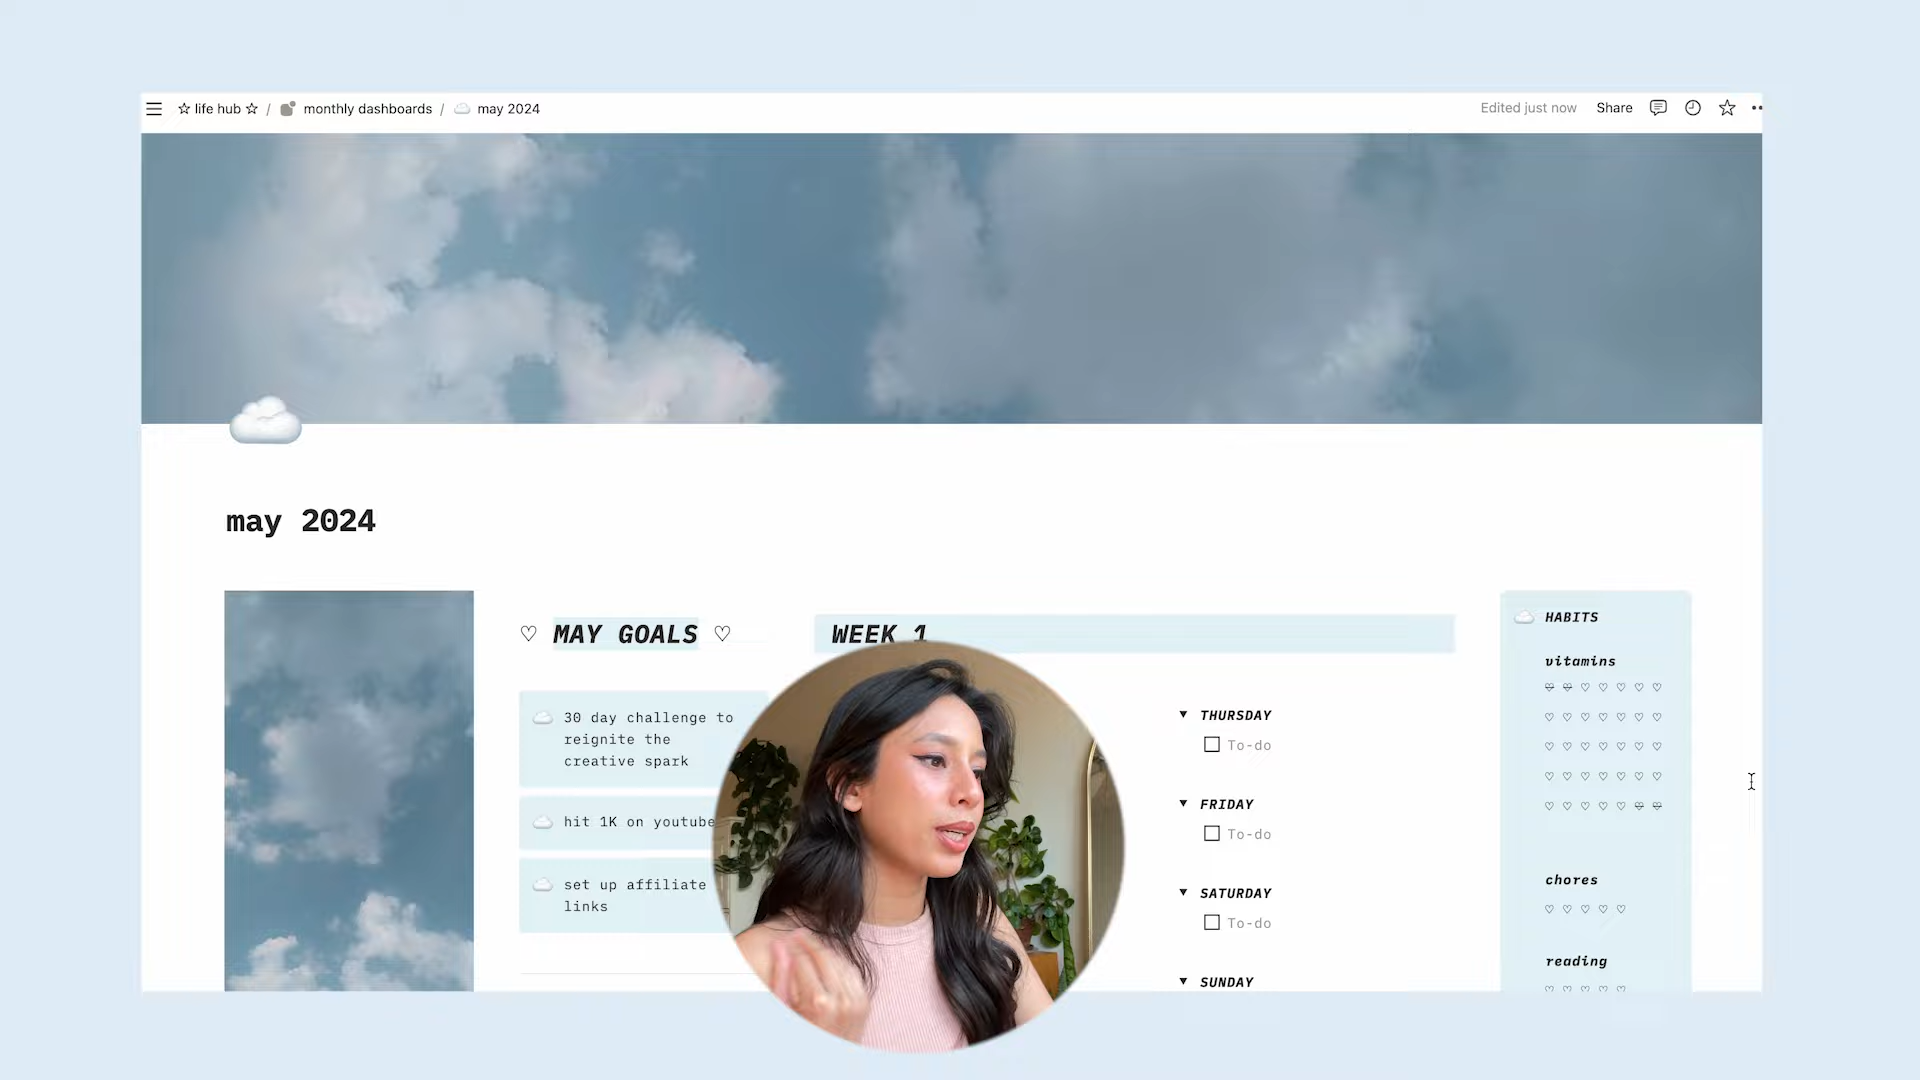 ☆ life hub ☆ / monthly dashboards / may 2024
Edited just now Share
may 2024
♡ MAY GOALS ♡
30 day challenge to
reignite the
creative spark
hit 1K on youtube
set up affiliate
links
WEEK 1
THURSDAY
To-do
FRIDAY
To-do
SATURDAY
To-do
SUNDAY
HABITS
vitamins
♡ ♡ ♡ ♡ ♡ ♡ ♡
♡ ♡ ♡ ♡ ♡ ♡ ♡
♡ ♡ ♡ ♡ ♡ ♡ ♡
♡ ♡ ♡ ♡ ♡ ♡ ♡
♡ ♡ ♡ ♡ ♡ ♡ ♡
chores
♡ ♡ ♡ ♡ ♡
reading
♡ ♡ ♡ ♡ ♡